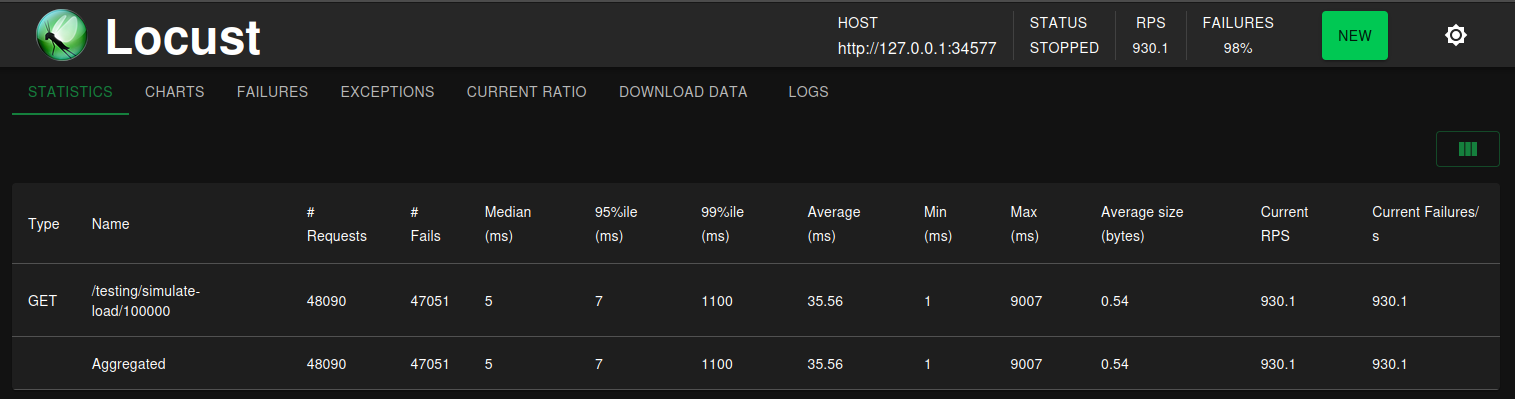 Locust
HOST STATUS RPS FAILURES
http://127.0.0.1:34577 STOPPED 930.1 98%
NEW
STATISTICS CHARTS FAILURES EXCEPTIONS CURRENT RATIO DOWNLOAD DATA LOGS
Type Name # Requests # Fails Median (ms) 95%ile (ms) 99%ile (ms) Average (ms) Min (ms) Max (ms) Average size (bytes) Current RPS Current Failures/s
GET /testing/simulate-load/100000 48090 47051 5 7 1100 35.56 1 9007 0.54 930.1 930.1
Aggregated 48090 47051 5 7 1100 35.56 1 9007 0.54 930.1 930.1